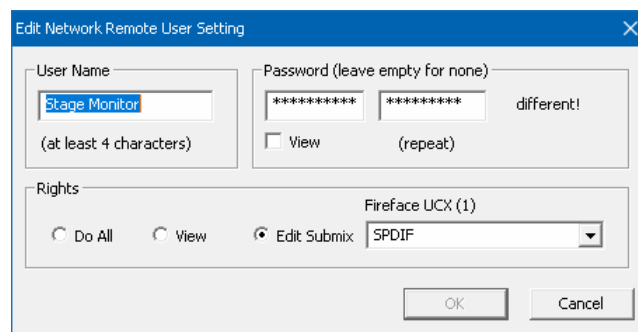 Edit Network Remote User Setting
User Name
Password (leave empty for none)
Stage Monitor
********** ********* different!
(at least 4 characters)
View
(repeat)
Rights
Fireface UCX (1)
Do All
View
Edit Submix
SPDIF
OK
Cancel